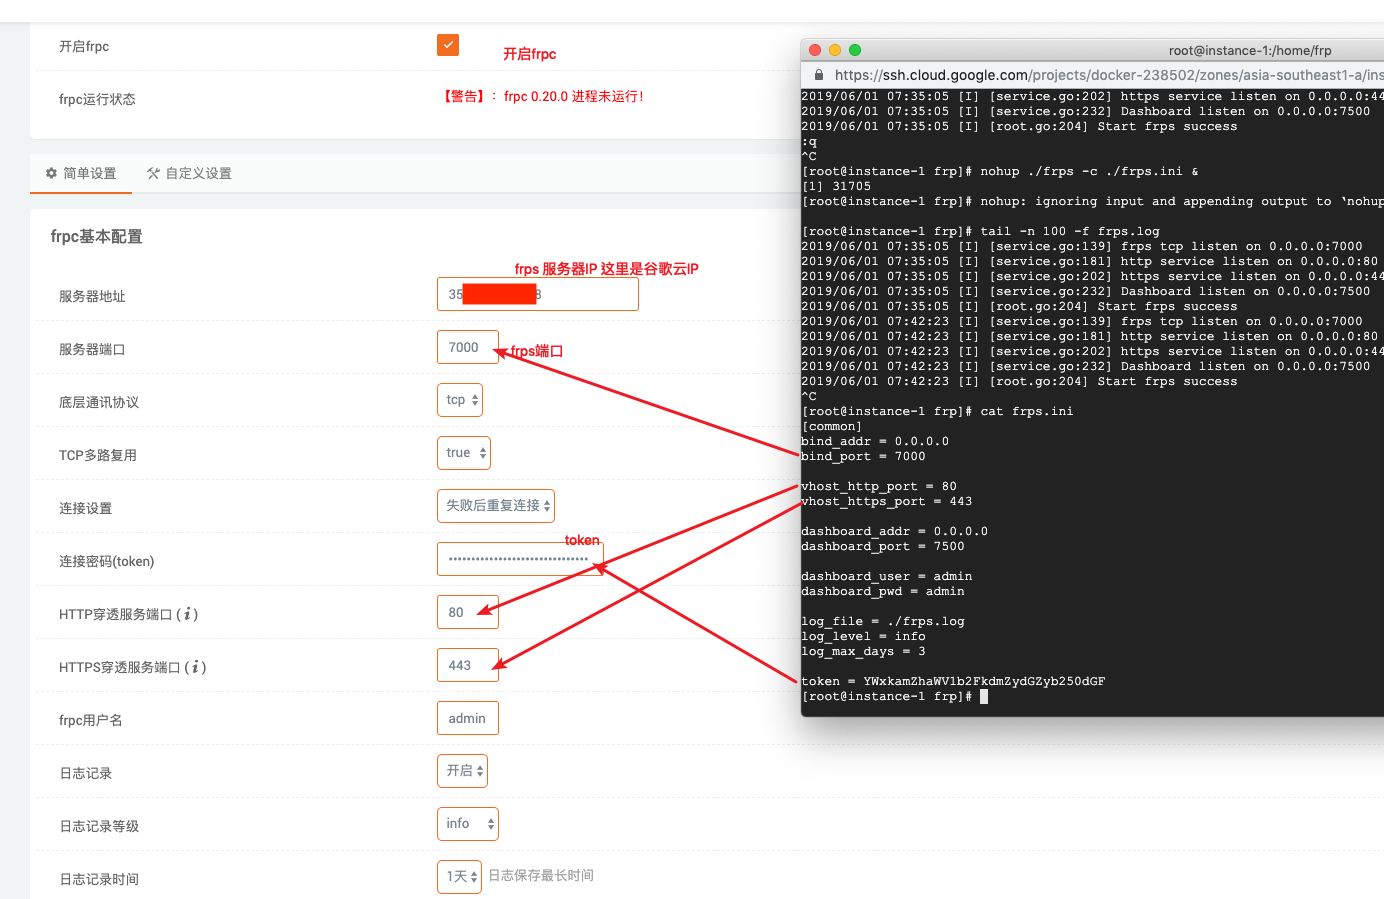 开启frpc
开启frpc
frpc运行状态
【警告】：frpc 0.20.0 进程未运行！
简单设置
自定义设置
frpc基本配置
frps 服务器IP 这里是谷歌云IP
服务器地址
35
服务器端口
7000
frps端口
底层通讯协议
tcp
TCP多路复用
true
连接设置
失败后重复连接
token
连接密码(token)
HTTP穿透服务端口 ( i )
80
HTTPS穿透服务端口 ( i )
443
frpc用户名
admin
日志记录
开启
日志记录等级
info
日志记录时间
1天
日志保存最长时间
root@instance-1:/home/frp
https://ssh.cloud.google.com/projects/docker-238502/zones/asia-southeast1-a/ins
2019/06/01 07:35:05 [I] [service.go:202] https service listen on 0.0.0.0:44
2019/06/01 07:35:05 [I] [service.go:232] Dashboard listen on 0.0.0.0:7500
2019/06/01 07:35:05 [I] [root.go:204] Start frps success
:q
^C
[root@instance-1 frp]# nohup ./frps -c ./frps.ini &
[1] 31705
[root@instance-1 frp]# nohup: ignoring input and appending output to ‘nohup
[root@instance-1 frp]# tail -n 100 -f frps.log
2019/06/01 07:35:05 [I] [service.go:139] frps tcp listen on 0.0.0.0:7000
2019/06/01 07:35:05 [I] [service.go:181] http service listen on 0.0.0.0:80
2019/06/01 07:35:05 [I] [service.go:202] https service listen on 0.0.0.0:44
2019/06/01 07:35:05 [I] [service.go:232] Dashboard listen on 0.0.0.0:7500
2019/06/01 07:35:05 [I] [root.go:204] Start frps success
2019/06/01 07:42:23 [I] [service.go:139] frps tcp listen on 0.0.0.0:7000
2019/06/01 07:42:23 [I] [service.go:181] http service listen on 0.0.0.0:80
2019/06/01 07:42:23 [I] [service.go:202] https service listen on 0.0.0.0:44
2019/06/01 07:42:23 [I] [service.go:232] Dashboard listen on 0.0.0.0:7500
2019/06/01 07:42:23 [I] [root.go:204] Start frps success
^C
[root@instance-1 frp]# cat frps.ini
[common]
bind_addr = 0.0.0.0
bind_port = 7000
vhost_http_port = 80
vhost_https_port = 443
dashboard_addr = 0.0.0.0
dashboard_port = 7500
dashboard_user = admin
dashboard_pwd = admin
log_file = ./frps.log
log_level = info
log_max_days = 3
token = YWxkamZhaWV1b2FkdmZydGZyb250dGF
[root@instance-1 frp]#